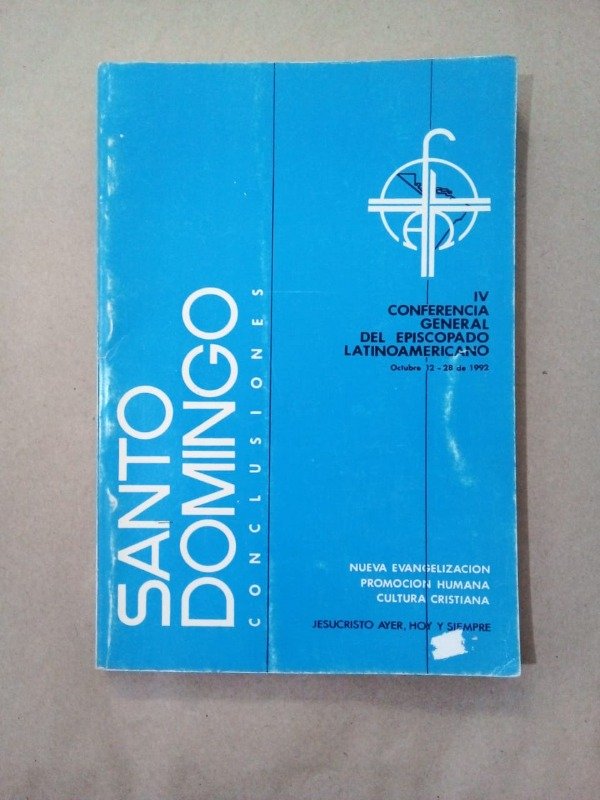 SANTO
DOMINGO
CONCLUSIONES
IV
CONFERENCIA
GENERAL
DEL EPISCOPADO
LATINOAMERICANO
Octubre 12 - 28 de 1992
NUEVA EVANGELIZACION
PROMOCION HUMANA
CULTURA CRISTIANA
JESUCRISTO AYER, HOY Y SIEMPRE